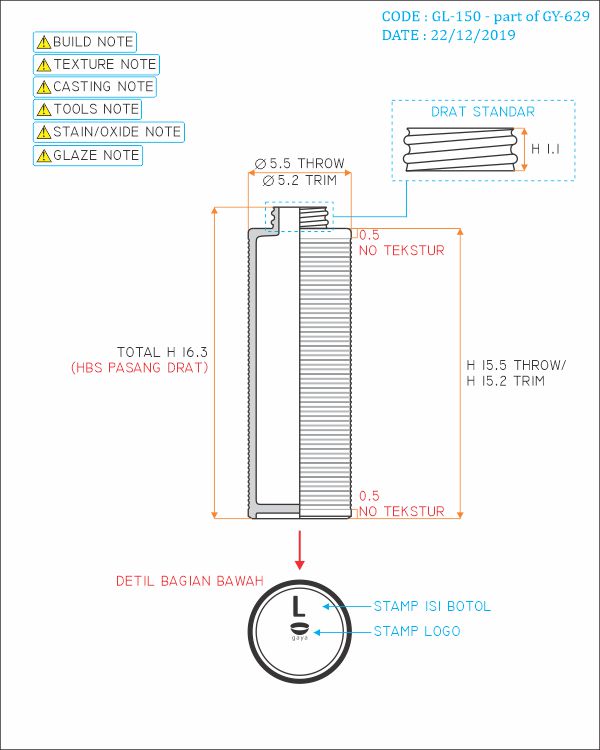 CODE : GL-150 - part of GY-629
DATE : 22/12/2019
BUILD NOTE
TEXTURE NOTE
CASTING NOTE
TOOLS NOTE
STAIN/OXIDE NOTE
GLAZE NOTE
DRAT STANDAR
H 1.1
Ø 5.5 THROW
Ø 5.2 TRIM
0.5
NO TEKSTUR
TOTAL H 16.3
(HBS PASANG DRAT)
H 15.5 THROW/
H 15.2 TRIM
0.5
NO TEKSTUR
DETIL BAGIAN BAWAH
L
STAMP ISI BOTOL
gaya
STAMP LOGO